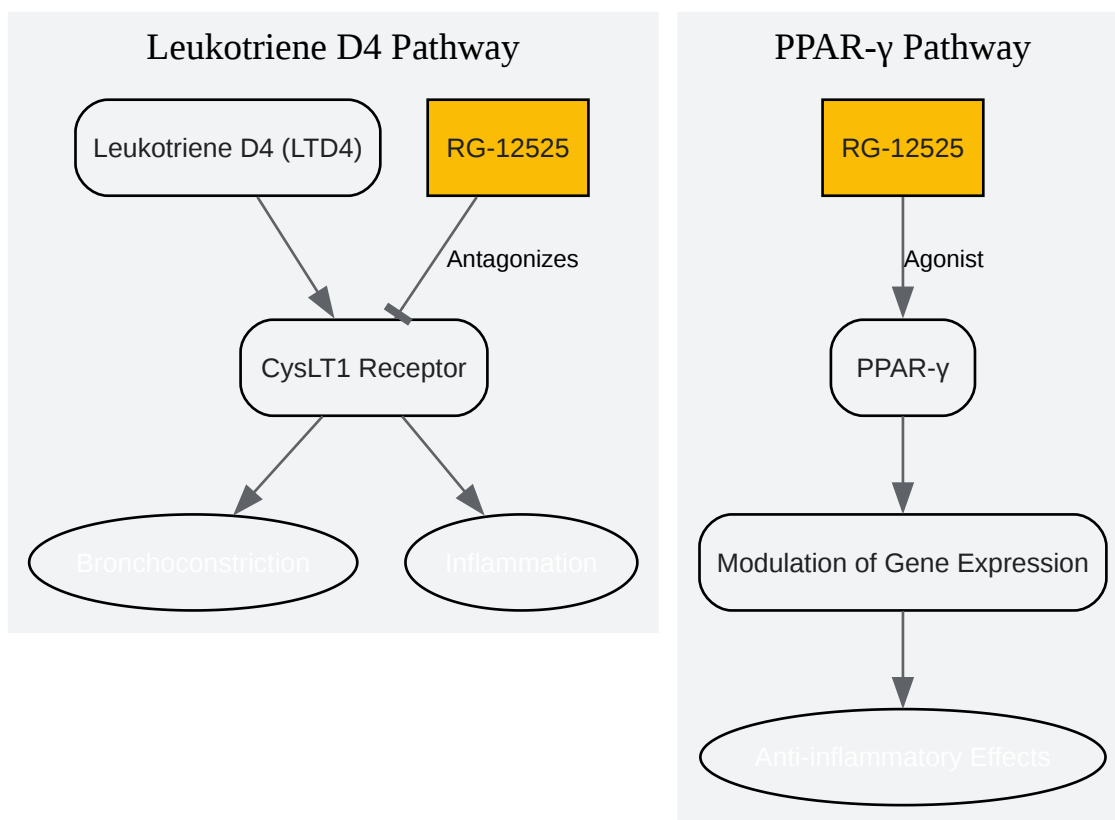 Leukotriene D4 Pathway
Leukotriene D4 (LTD4)
RG-12525
Antagonizes
CysLT1 Receptor
Bronchoconstriction
Inflammation
PPAR-γ Pathway
RG-12525
Agonist
PPAR-γ
Modulation of Gene Expression
Anti-inflammatory Effects